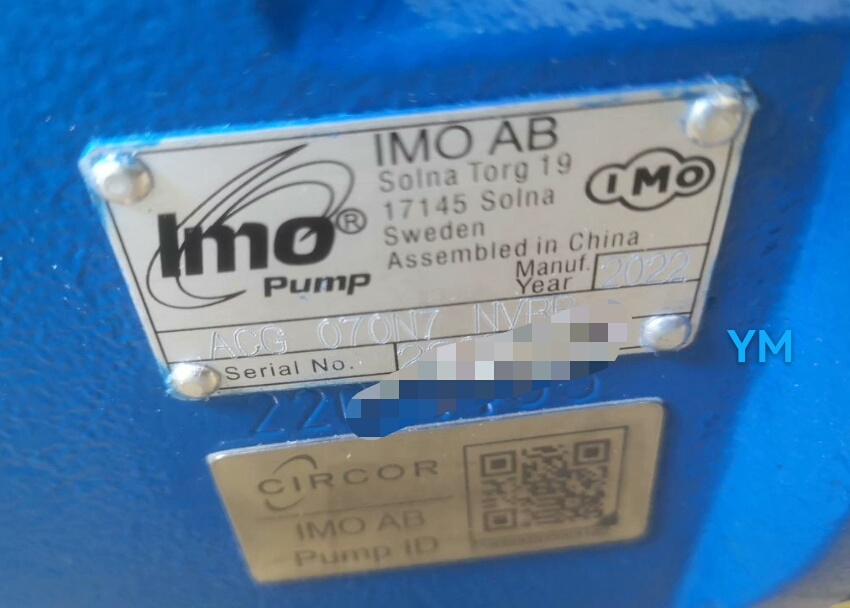 Imo®
Pump
IMO AB
Solna Torg 19
17145 Solna
Sweden
Assembled in China
IMO
Manuf.
Year
2022
ACG 070N7
Serial No.
YM
CIRCOR
IMO AB
Pump ID